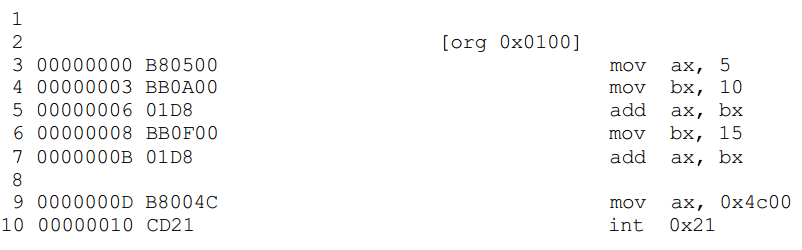 1
2 [org 0x0100]
3 00000000 B80500 mov ax, 5
4 00000003 BB0A00 mov bx, 10
5 00000006 01D8 add ax, bx
6 00000008 BB0F00 mov bx, 15
7 0000000B 01D8 add ax, bx
8
9 0000000D B8004C mov ax, 0x4c00
10 00000010 CD21 int 0x21